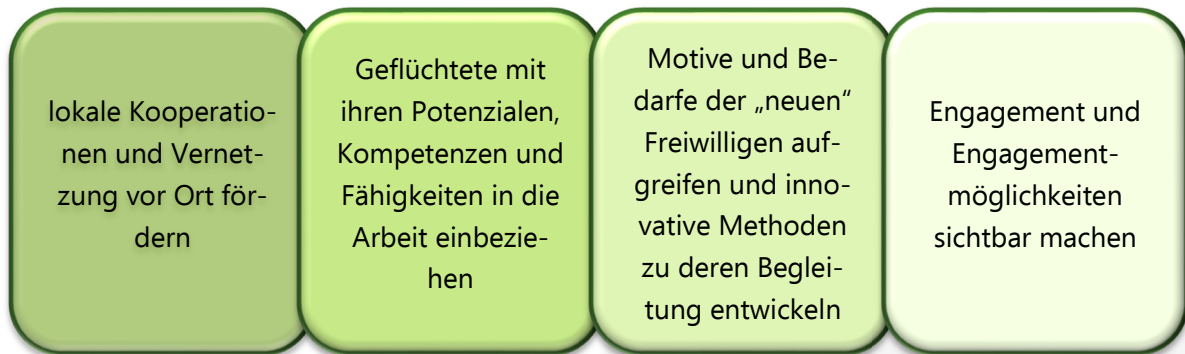 lokale Kooperatio-
nen und Vernet-
zung vor Ort för-
dern
Geflüchtete mit
ihren Potenzialen,
Kompetenzen und
Fähigkeiten in die
Arbeit einbezie-
hen
Motive und Be-
darfe der „neuen“
Freiwilligen auf-
greifen und inno-
vative Methoden
zu deren Beglei-
tung entwickeln
Engagement und
Engagement-
möglichkeiten
sichtbar machen